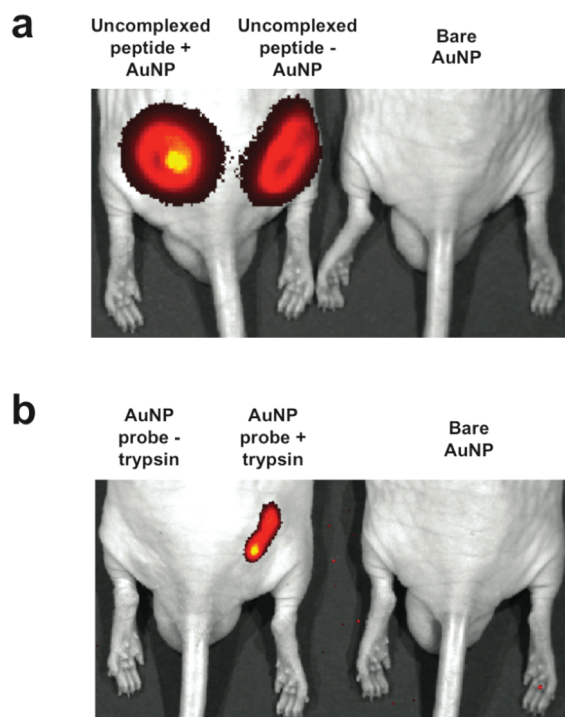 a
Uncomplexed
peptide +
AuNP
Uncomplexed
peptide -
AuNP
Bare
AuNP
b
AuNP
probe -
trypsin
AuNP
probe +
trypsin
Bare
AuNP